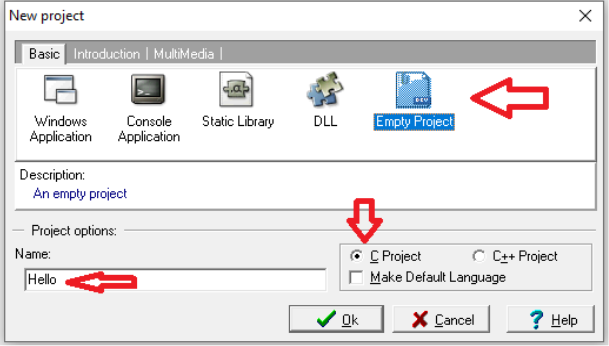 New project
Basic Introduction | MultiMedia |
Windows Application
Console Application
Static Library
DLL
DEV
Empty Project
Description:
An empty project
Project options:
Name:
Hello
C Project
C++ Project
Make Default Language
Ok
Cancel
? Help